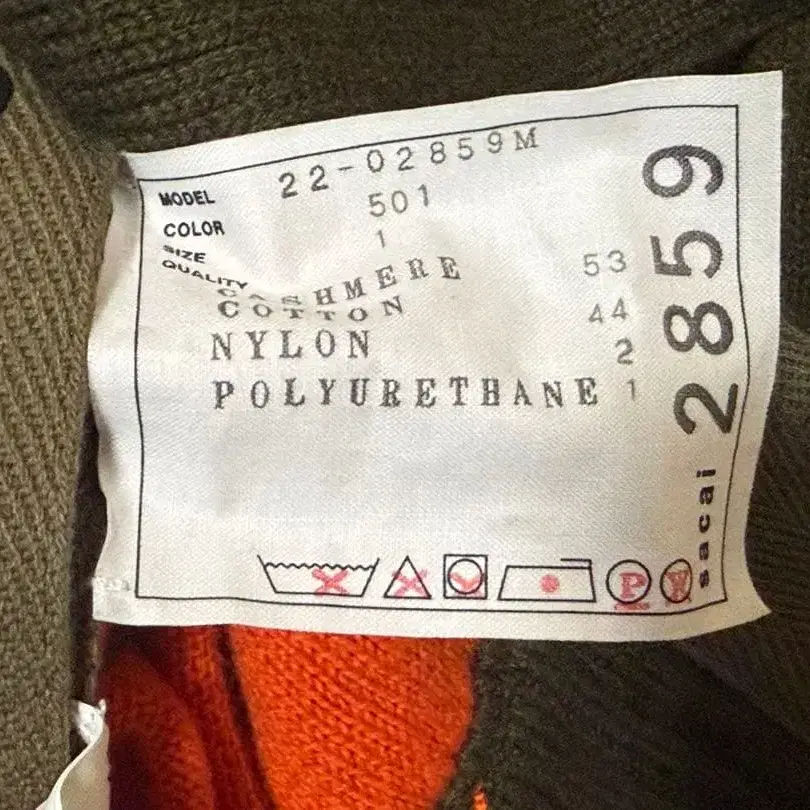 MODEL 22-02859M
COLOR 501
SIZE 1
QUALITY
CASHMERE 53
COTTON 44
NYLON 2
POLYURETHANE 1
2859
sacai
P
W